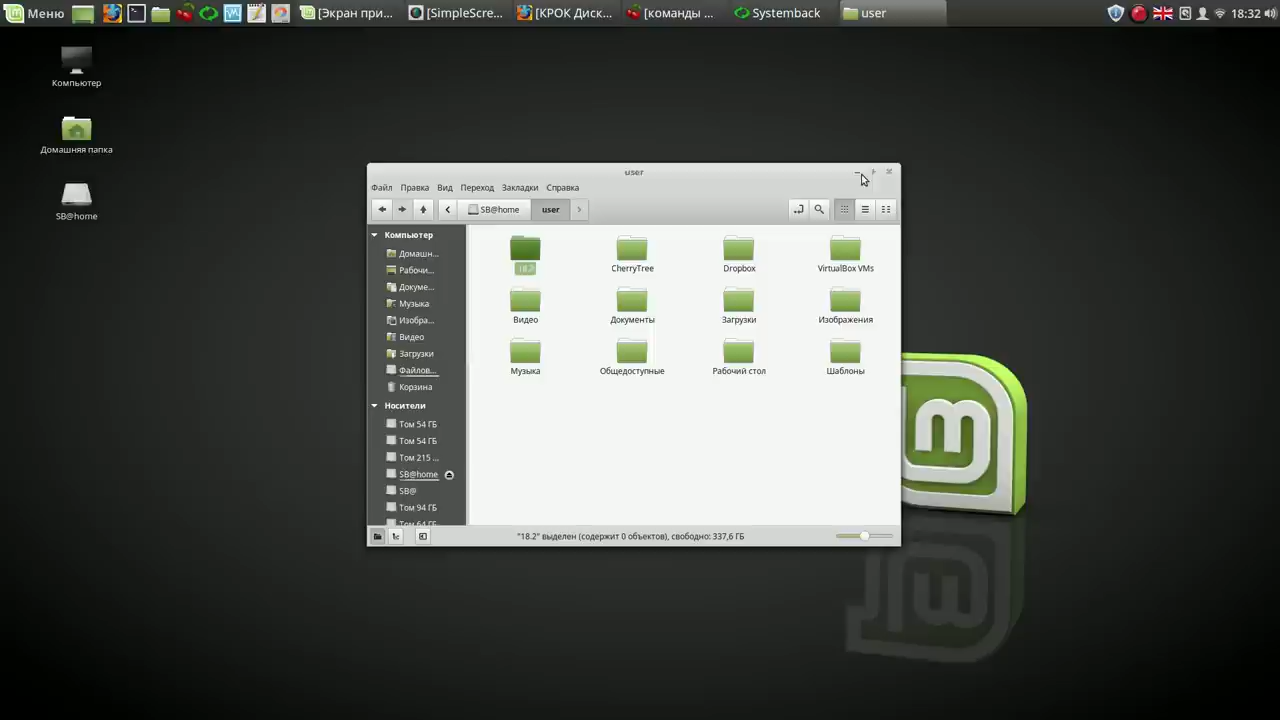 Меню [Экран при... [SimpleScre... [КРОК Диск... [команды ... Systemback user 18:32
Компьютер
Домашняя папка
SB@home
user
Файл Правка Вид Переход Закладки Справка
SB@home user
Компьютер
Домашн...
Рабочи...
Докуме...
Музыка
Изобра...
Видео
Загрузки
Файлов...
Корзина
Носители
Том 54 ГБ
Том 54 ГБ
Том 215 ...
SB@home
SB@
Том 94 ГБ
Том 64 ГБ
18.2 CherryTree Dropbox VirtualBox VMs
Видео Документы Загрузки Изображения
Музыка Общедоступные Рабочий стол Шаблоны
"18.2" выделен (содержит 0 объектов), свободно: 337,6 ГБ